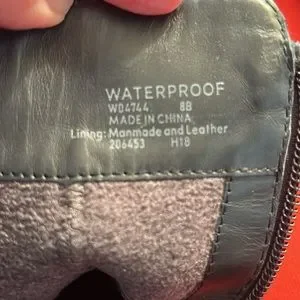 WATERPROOF
W04744 8B
MADE IN CHINA
Lining: Manmade and Leather
206453 H18